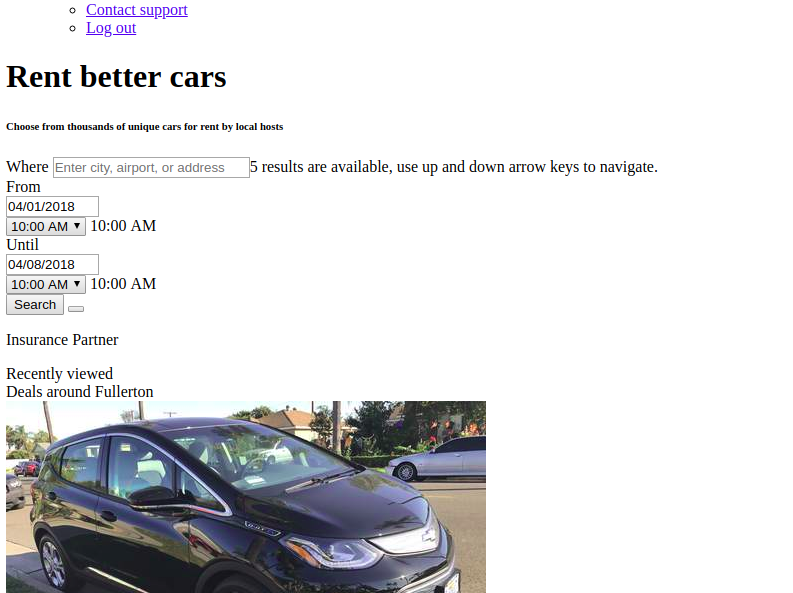 Contact support
Log out
Rent better cars
Choose from thousands of unique cars for rent by local hosts
Where Enter city, airport, or address 5 results are available, use up and down arrow keys to navigate.
From
04/01/2018
10:00 AM ▼ 10:00 AM
Until
04/08/2018
10:00 AM ▼ 10:00 AM
Search
Insurance Partner
Recently viewed
Deals around Fullerton